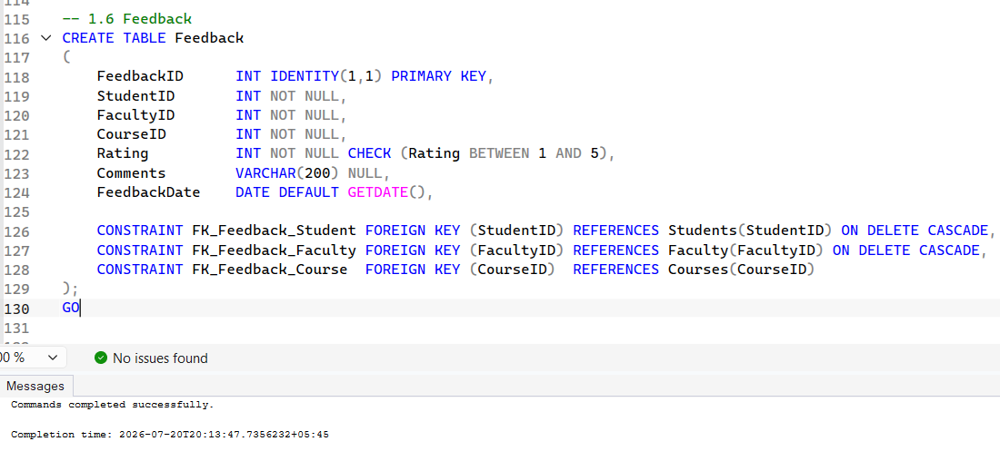 114
115 -- 1.6 Feedback
116 CREATE TABLE Feedback
117 (
118 FeedbackID INT IDENTITY(1,1) PRIMARY KEY,
119 StudentID INT NOT NULL,
120 FacultyID INT NOT NULL,
121 CourseID INT NOT NULL,
122 Rating INT NOT NULL CHECK (Rating BETWEEN 1 AND 5),
123 Comments VARCHAR(200) NULL,
124 FeedbackDate DATE DEFAULT GETDATE(),
125
126 CONSTRAINT FK_Feedback_Student FOREIGN KEY (StudentID) REFERENCES Students(StudentID) ON DELETE CASCADE,
127 CONSTRAINT FK_Feedback_Faculty FOREIGN KEY (FacultyID) REFERENCES Faculty(FacultyID) ON DELETE CASCADE,
128 CONSTRAINT FK_Feedback_Course FOREIGN KEY (CourseID) REFERENCES Courses(CourseID)
129 );
130 GO
131
00 % No issues found
Messages
Commands completed successfully.
Completion time: 2026-07-20T20:13:47.7356232+05:45